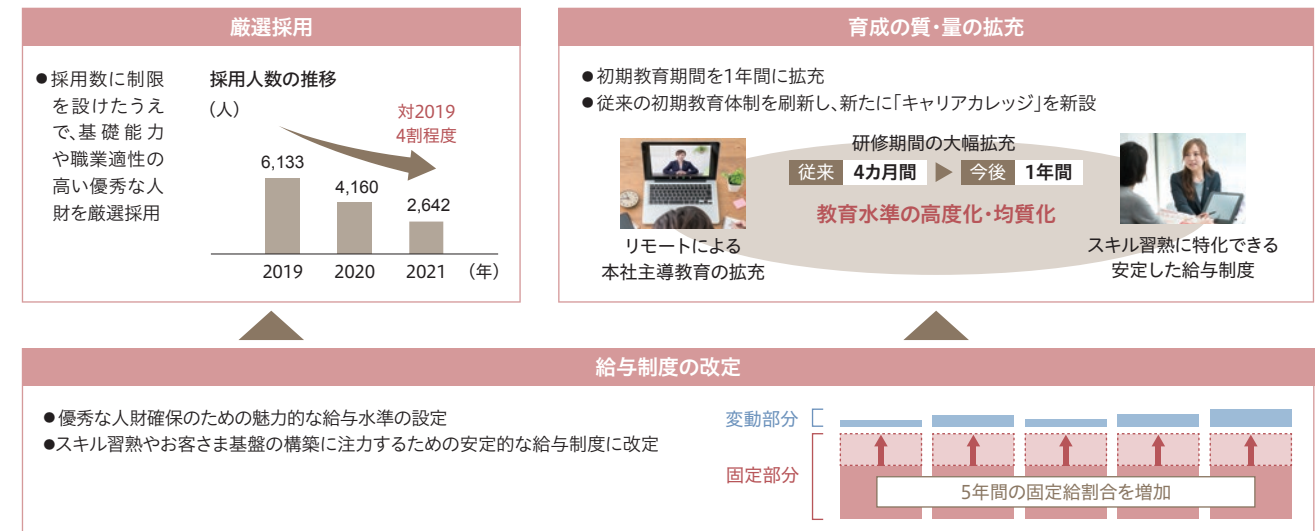 厳選採用
●採用数に制限
を設けたうえ
で、基礎能力
や職業適性の
高い優秀な人
財を厳選採用
採用人数の推移
（人）
対2019
4割程度
6,133
4,160
2,642
2019 2020 2021 （年）
育成の質・量の拡充
●初期教育期間を1年間に拡充
●従来の初期教育体制を刷新し、新たに「キャリアカレッジ」を新設
研修期間の大幅拡充
従来 4カ月間 ▶ 今後 1年間
教育水準の高度化・均質化
リモートによる
本社主導教育の拡充
スキル習熟に特化できる
安定した給与制度
給与制度の改定
●優秀な人財確保のための魅力的な給与水準の設定
●スキル習熟やお客さま基盤の構築に注力するための安定的な給与制度に改定
変動部分
固定部分
5年間の固定給割合を増加